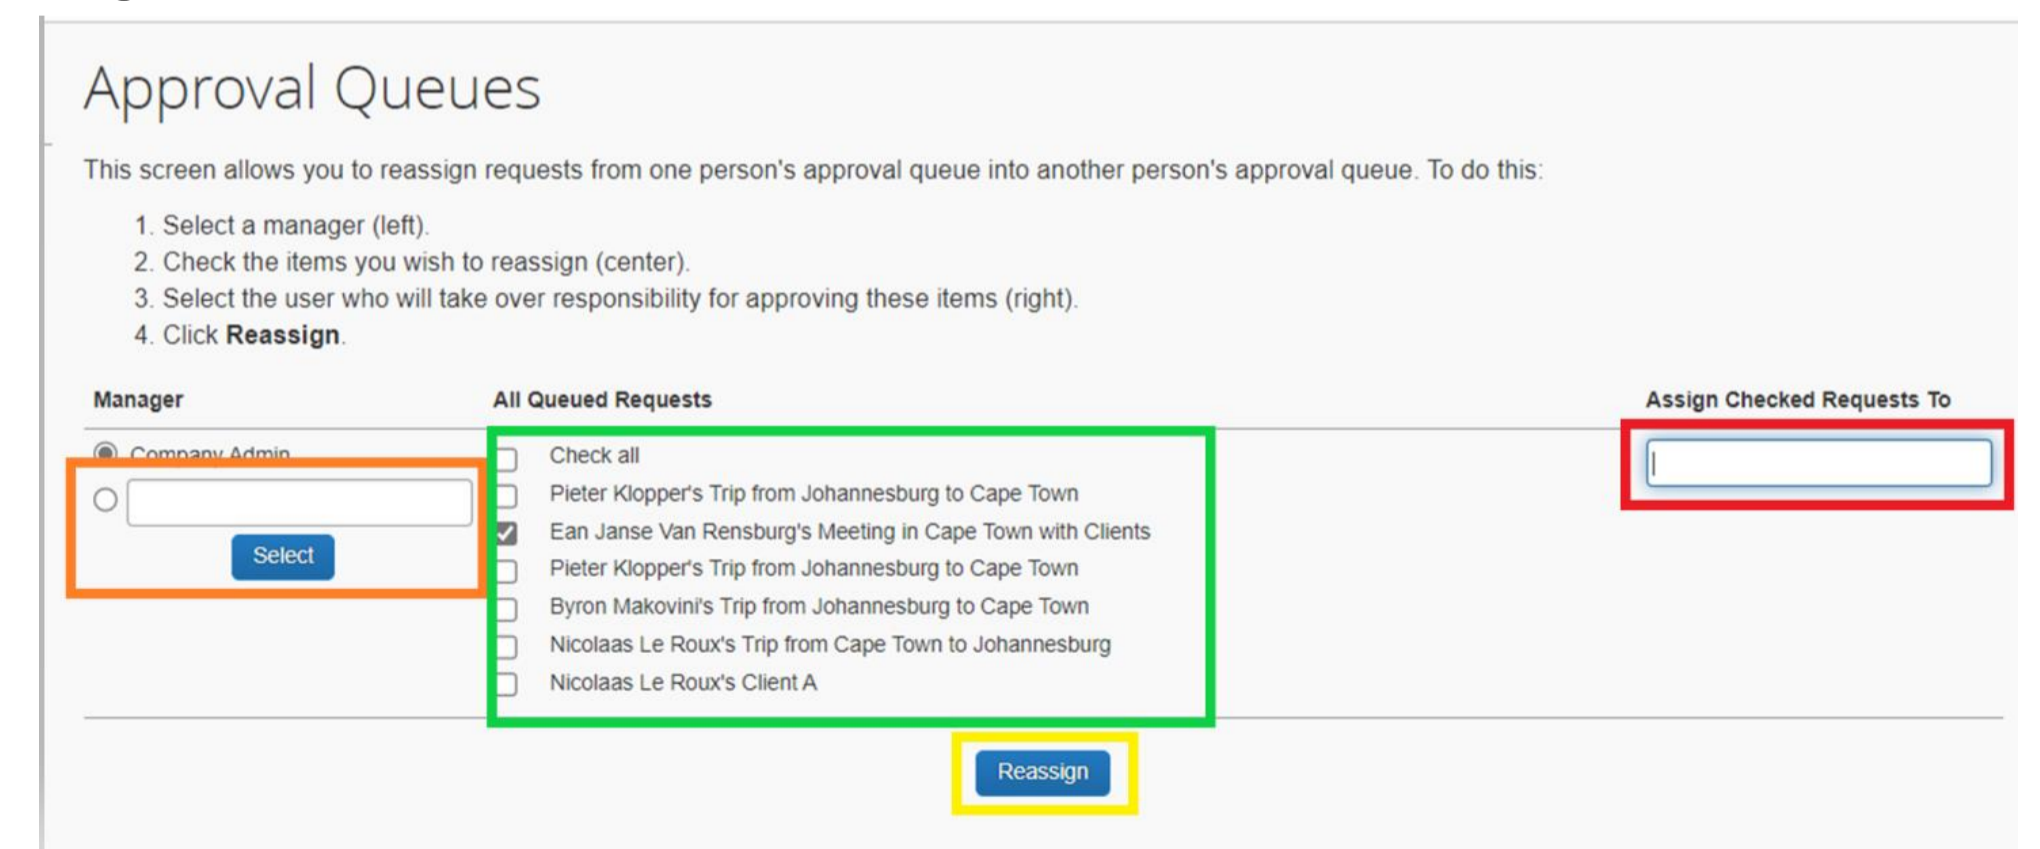 Approval Queues
This screen allows you to reassign requests from one person's approval queue into another person's approval queue. To do this:
1. Select a manager (left).
2. Check the items you wish to reassign (center).
3. Select the user who will take over responsibility for approving these items (right).
4. Click Reassign.
Manager
All Queued Requests
Assign Checked Requests To
Company Admin
Select
Check all
Pieter Klopper's Trip from Johannesburg to Cape Town
Ean Janse Van Rensburg's Meeting in Cape Town with Clients
Pieter Klopper's Trip from Johannesburg to Cape Town
Byron Makovini's Trip from Johannesburg to Cape Town
Nicolaas Le Roux's Trip from Cape Town to Johannesburg
Nicolaas Le Roux's Client A
Reassign